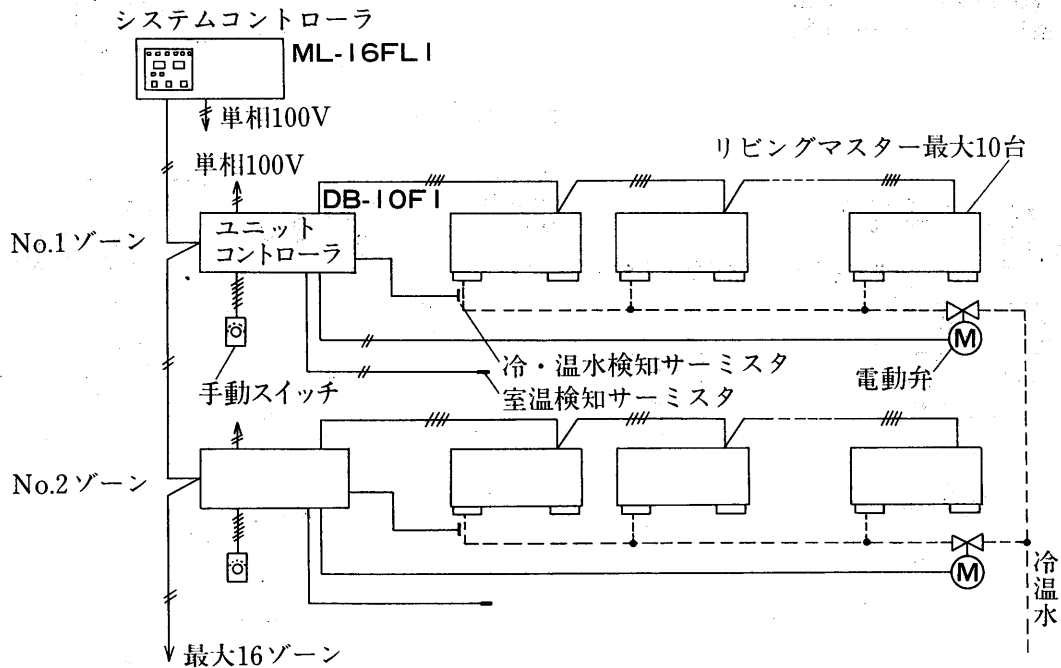 システムコントローラ
ML-16FL1
単相100V
単相100V
リビングマスター最大10台
DB-10F1
No.1ゾーン
ユニット
コントローラ
M
冷・温水検知サーミスタ
電動弁
手動スイッチ
室温検知サーミスタ
No.2ゾーン
M
冷温水
最大16ゾーン